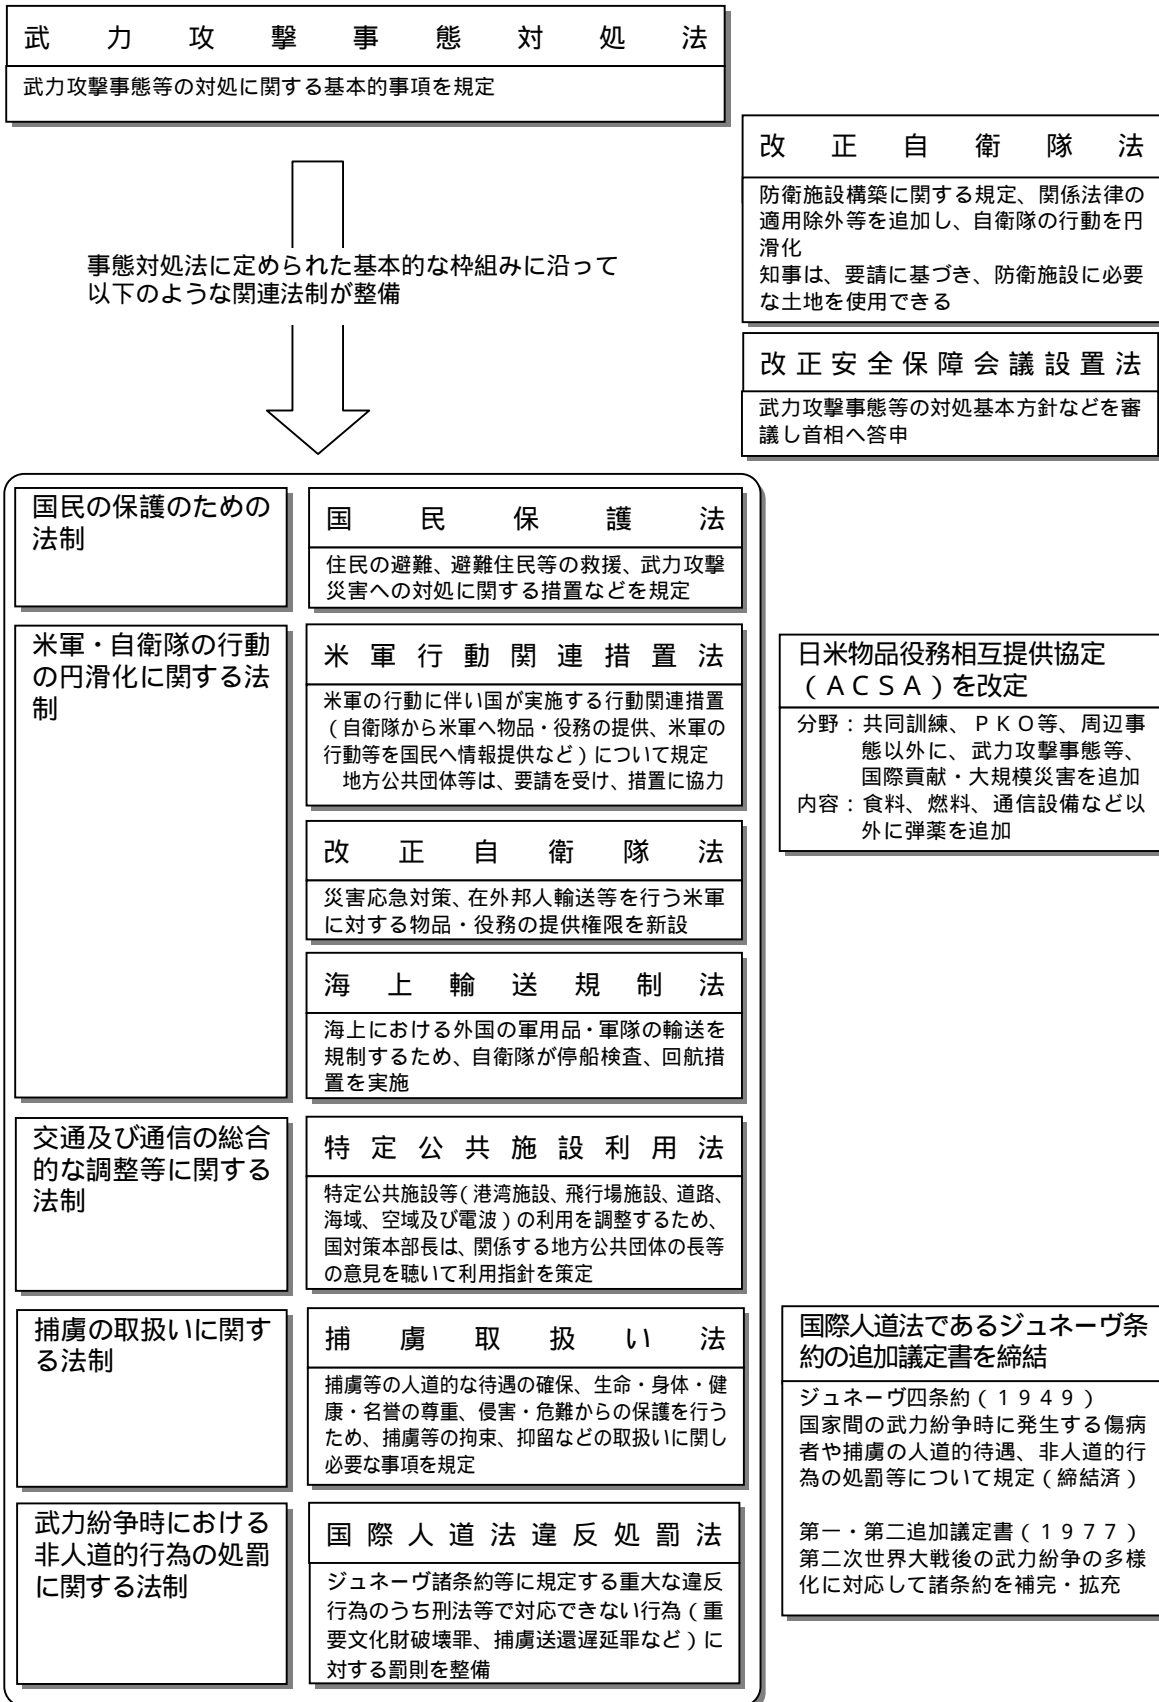 武力攻撃事態対処法
武力攻撃事態等の対処に関する基本的事項を規定
改正自衛隊法
防衛施設構築に関する規定、関係法律の
適用除外等を追加し、自衛隊の行動を円
滑化
知事は、要請に基づき、防衛施設に必要
な土地を使用できる
事態対処法に定められた基本的な枠組みに沿って
以下のような関連法制が整備
改正安全保障会議設置法
武力攻撃事態等の対処基本方針などを審
議し首相へ答申
国民の保護のための
法制
国民保護法
住民の避難、避難住民等の救援、武力攻撃
災害への対処に関する措置などを規定
米軍・自衛隊の行動
の円滑化に関する法
制
米軍行動関連措置法
米軍の行動に伴い国が実施する行動関連措置
(自衛隊から米軍へ物品・役務の提供、米軍の
行動等を国民へ情報提供など)について規定
地方公共団体等は、要請を受け、措置に協力
日米物品役務相互提供協定
(ACSA)を改定
分野:共同訓練、PKO等、周辺事
態以外に、武力攻撃事態等、
国際貢献・大規模災害を追加
内容:食料、燃料、通信設備など以
外に弾薬を追加
改正自衛隊法
災害応急対策、在外邦人輸送等を行う米軍
に対する物品・役務の提供権限を新設
海上輸送規制法
海上における外国の軍用品・軍隊の輸送を
規制するため、自衛隊が停船検査、回航措
置を実施
交通及び通信の総合
的な調整等に関する
法制
特定公共施設利用法
特定公共施設等(港湾施設、飛行場施設、道路、
海域、空域及び電波)の利用を調整するため、
国対策本部長は、関係する地方公共団体の長等
の意見を聴いて利用指針を策定
捕虜の取扱いに関す
る法制
捕虜取扱い法
捕虜等の人道的な待遇の確保、生命・身体・健
康・名誉の尊重、侵害・危難からの保護を行う
ため、捕虜等の拘束、抑留などの取扱いに関し
必要な事項を規定
国際人道法であるジュネーヴ条
約の追加議定書を締結
ジュネーヴ四条約(1949)
国家間の武力紛争時に発生する傷病
者や捕虜の人道的待遇、非人道的行
為の処罰等について規定(締結済)
第一・第二追加議定書(1977)
第二次世界大戦後の武力紛争の多様
化に対応して諸条約を補完・拡充
武力紛争時における
非人道的行為の処罰
に関する法制
国際人道法違反処罰法
ジュネーヴ諸条約等に規定する重大な違反
行為のうち刑法等で対応できない行為(重
要文化財破壊罪、捕虜送還遅延罪など)に
対する罰則を整備